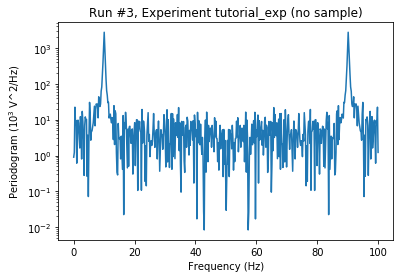 Run #3, Experiment tutorial_exp (no sample)
Periodogram (10³ V^2/Hz)
10³
10²
10¹
10⁰
10⁻¹
10⁻²
0 20 40 60 80 100
Frequency (Hz)